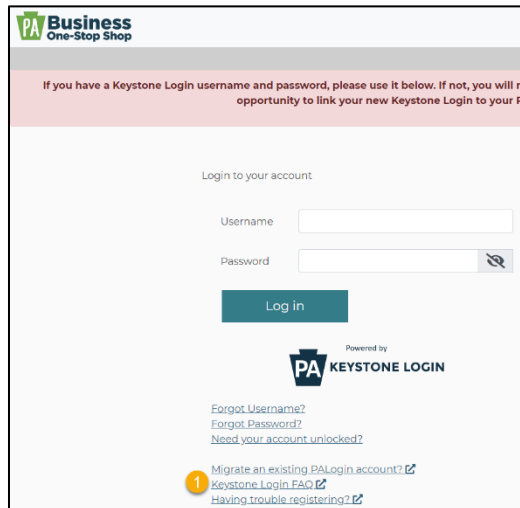 PA Business
One-Stop Shop
If you have a Keystone Login username and password, please use it below. If not, you will
opportunity to link your new Keystone Login to your
Login to your account
Username
Password
Log in
Powered by
PA KEYSTONE LOGIN
Forgot Username?
Forgot Password?
Need your account unlocked?
Migrate an existing PALogin account?
1 Keystone Login FAQ
Having trouble registering?